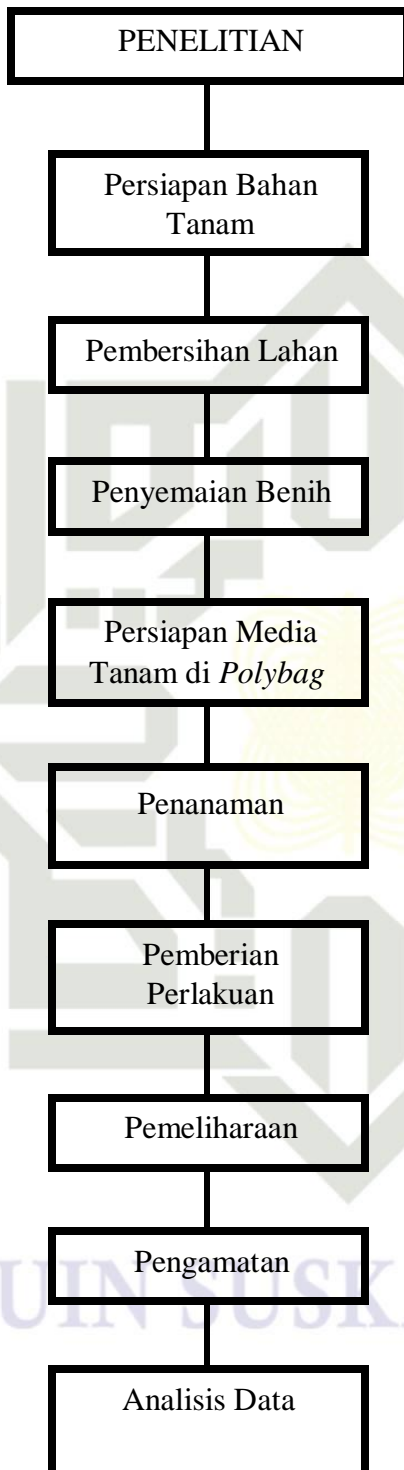 PENELITIAN
Persiapan Bahan
Tanam
Pembersihan Lahan
Penyemaian Benih
Persiapan Media
Tanam di Polybag
Penanaman
Pemberian
Perlakuan
Pemeliharaan
Pengamatan
UIN SUSKA
Analisis Data